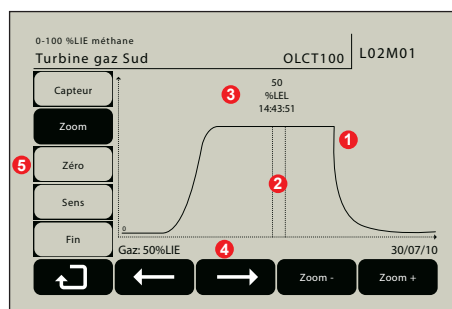 0-100 %LIE méthane
Turbine gaz Sud
OLCT100
L02M01
Capteur
Zoom
Zéro
Sens
Fin
50
%LEL
14:43:51
3
1
2
5
4
0
Gaz: 50%LIE
30/07/10
Zoom -
Zoom +